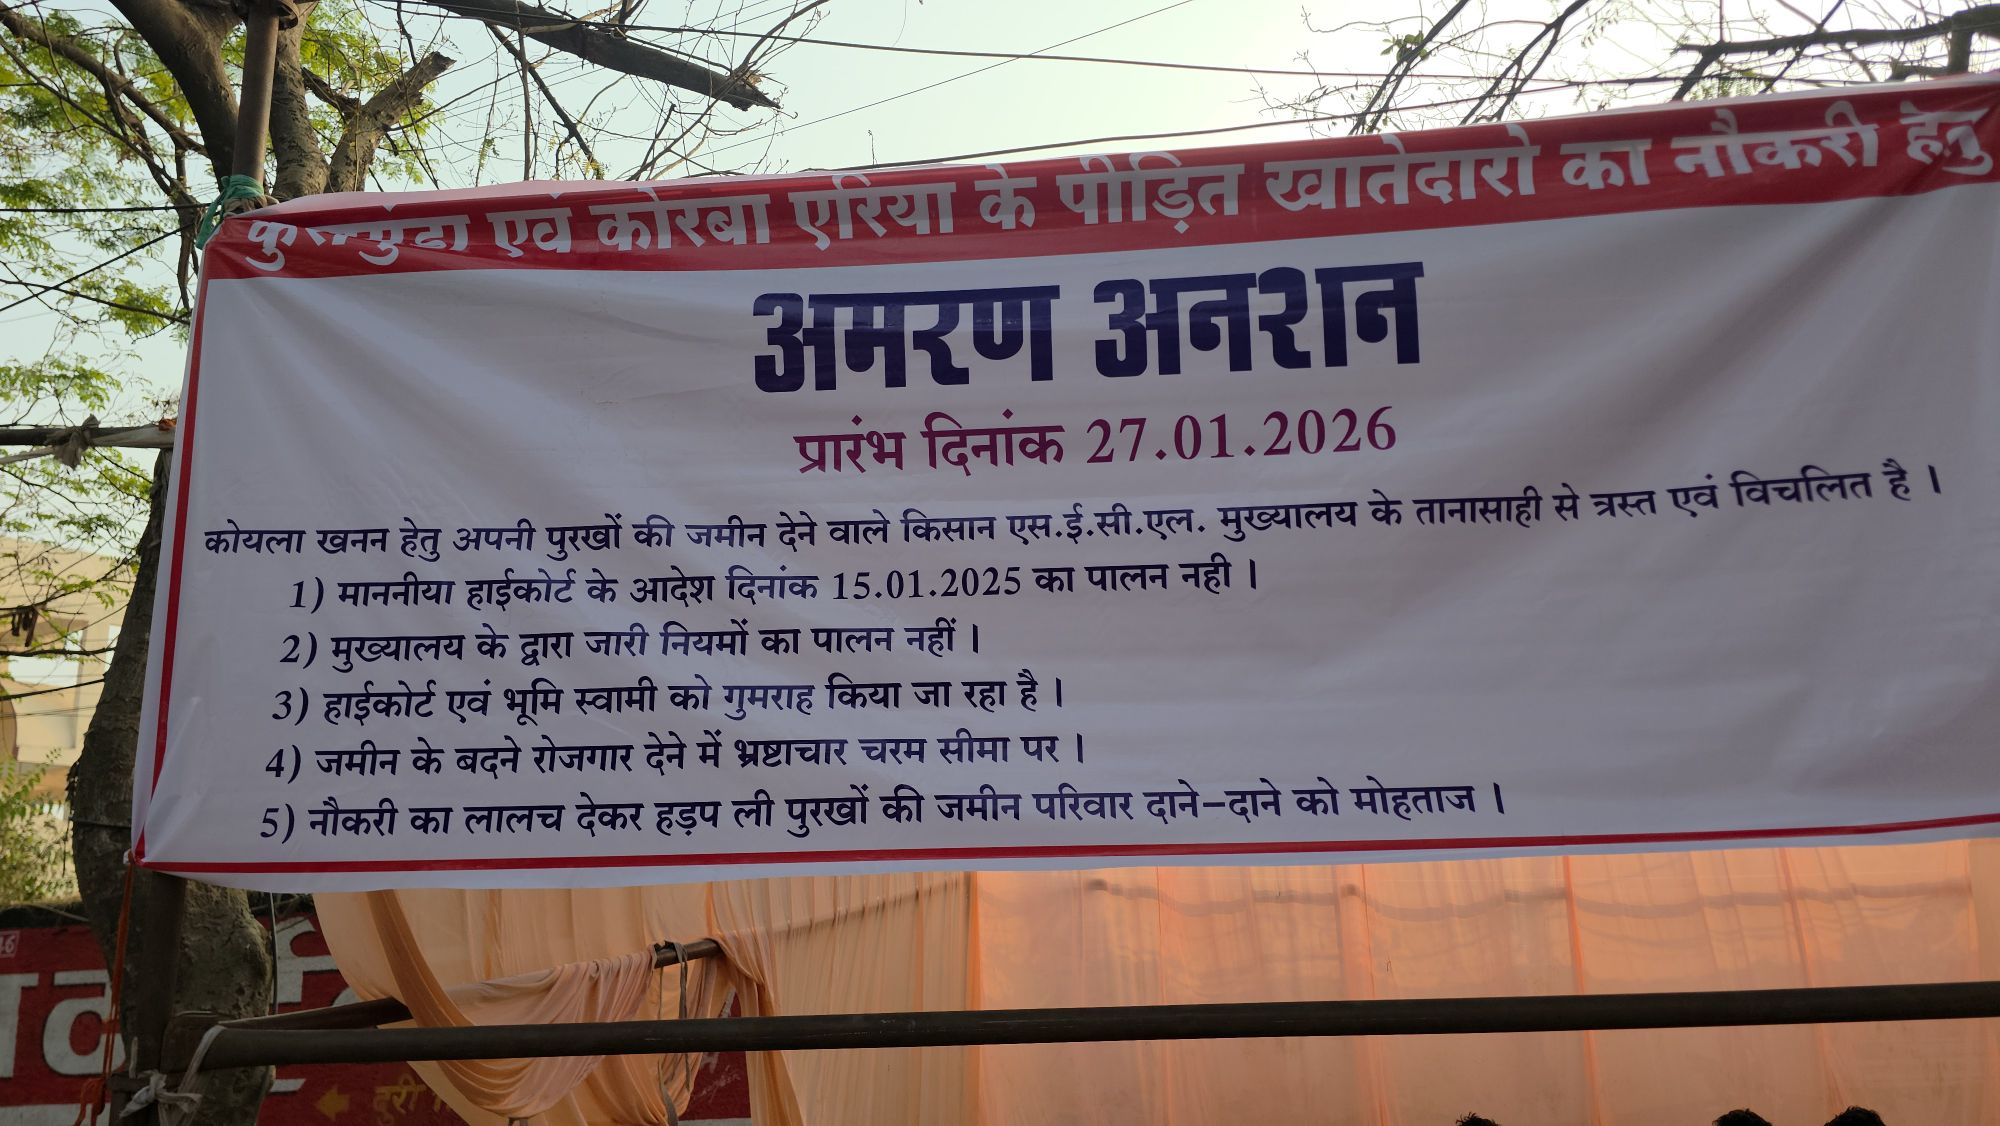 कुसमुंडा एवं कोरबा एरिया के पीड़ित खातेदारो का नौकरी हेतु
अमरण अनशन
प्रारंभ दिनांक 27.01.2026
कोयला खनन हेतु अपनी पुरखों की जमीन देने वाले किसान एस.ई.सी.एल. मुख्यालय के तानासाही से त्रस्त एवं विचलित है ।
1) माननीया हाईकोर्ट के आदेश दिनांक 15.01.2025 का पालन नही ।
2) मुख्यालय के द्वारा जारी नियमों का पालन नहीं ।
3) हाईकोर्ट एवं भूमि स्वामी को गुमराह किया जा रहा है ।
4) जमीन के बदने रोजगार देने में भ्रष्टाचार चरम सीमा पर ।
5) नौकरी का लालच देकर हड़प ली पुरखों की जमीन परिवार दाने-दाने को मोहताज ।